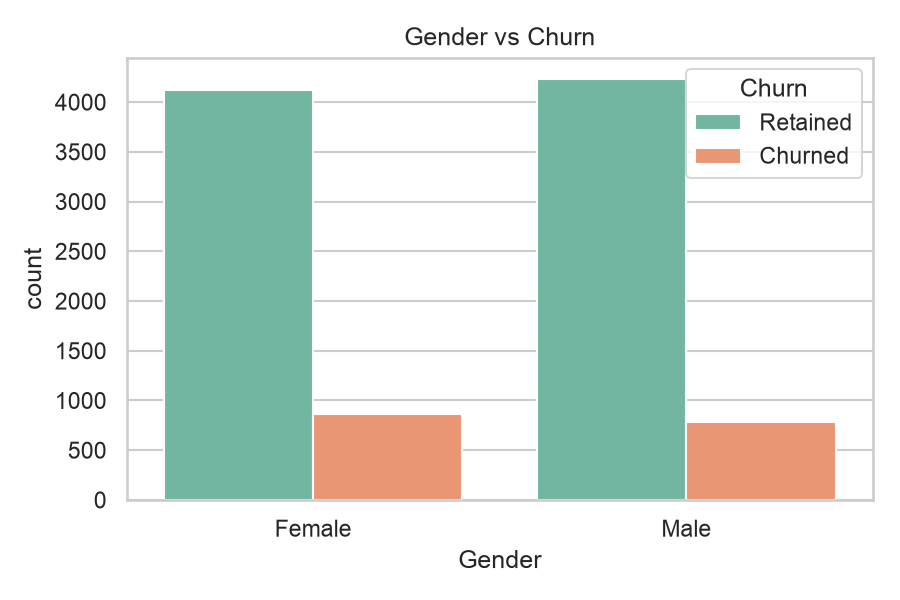 Gender vs Churn
Churn
Retained
Churned
4000
3500
3000
2500
2000
1500
1000
500
0
count
Female
Male
Gender